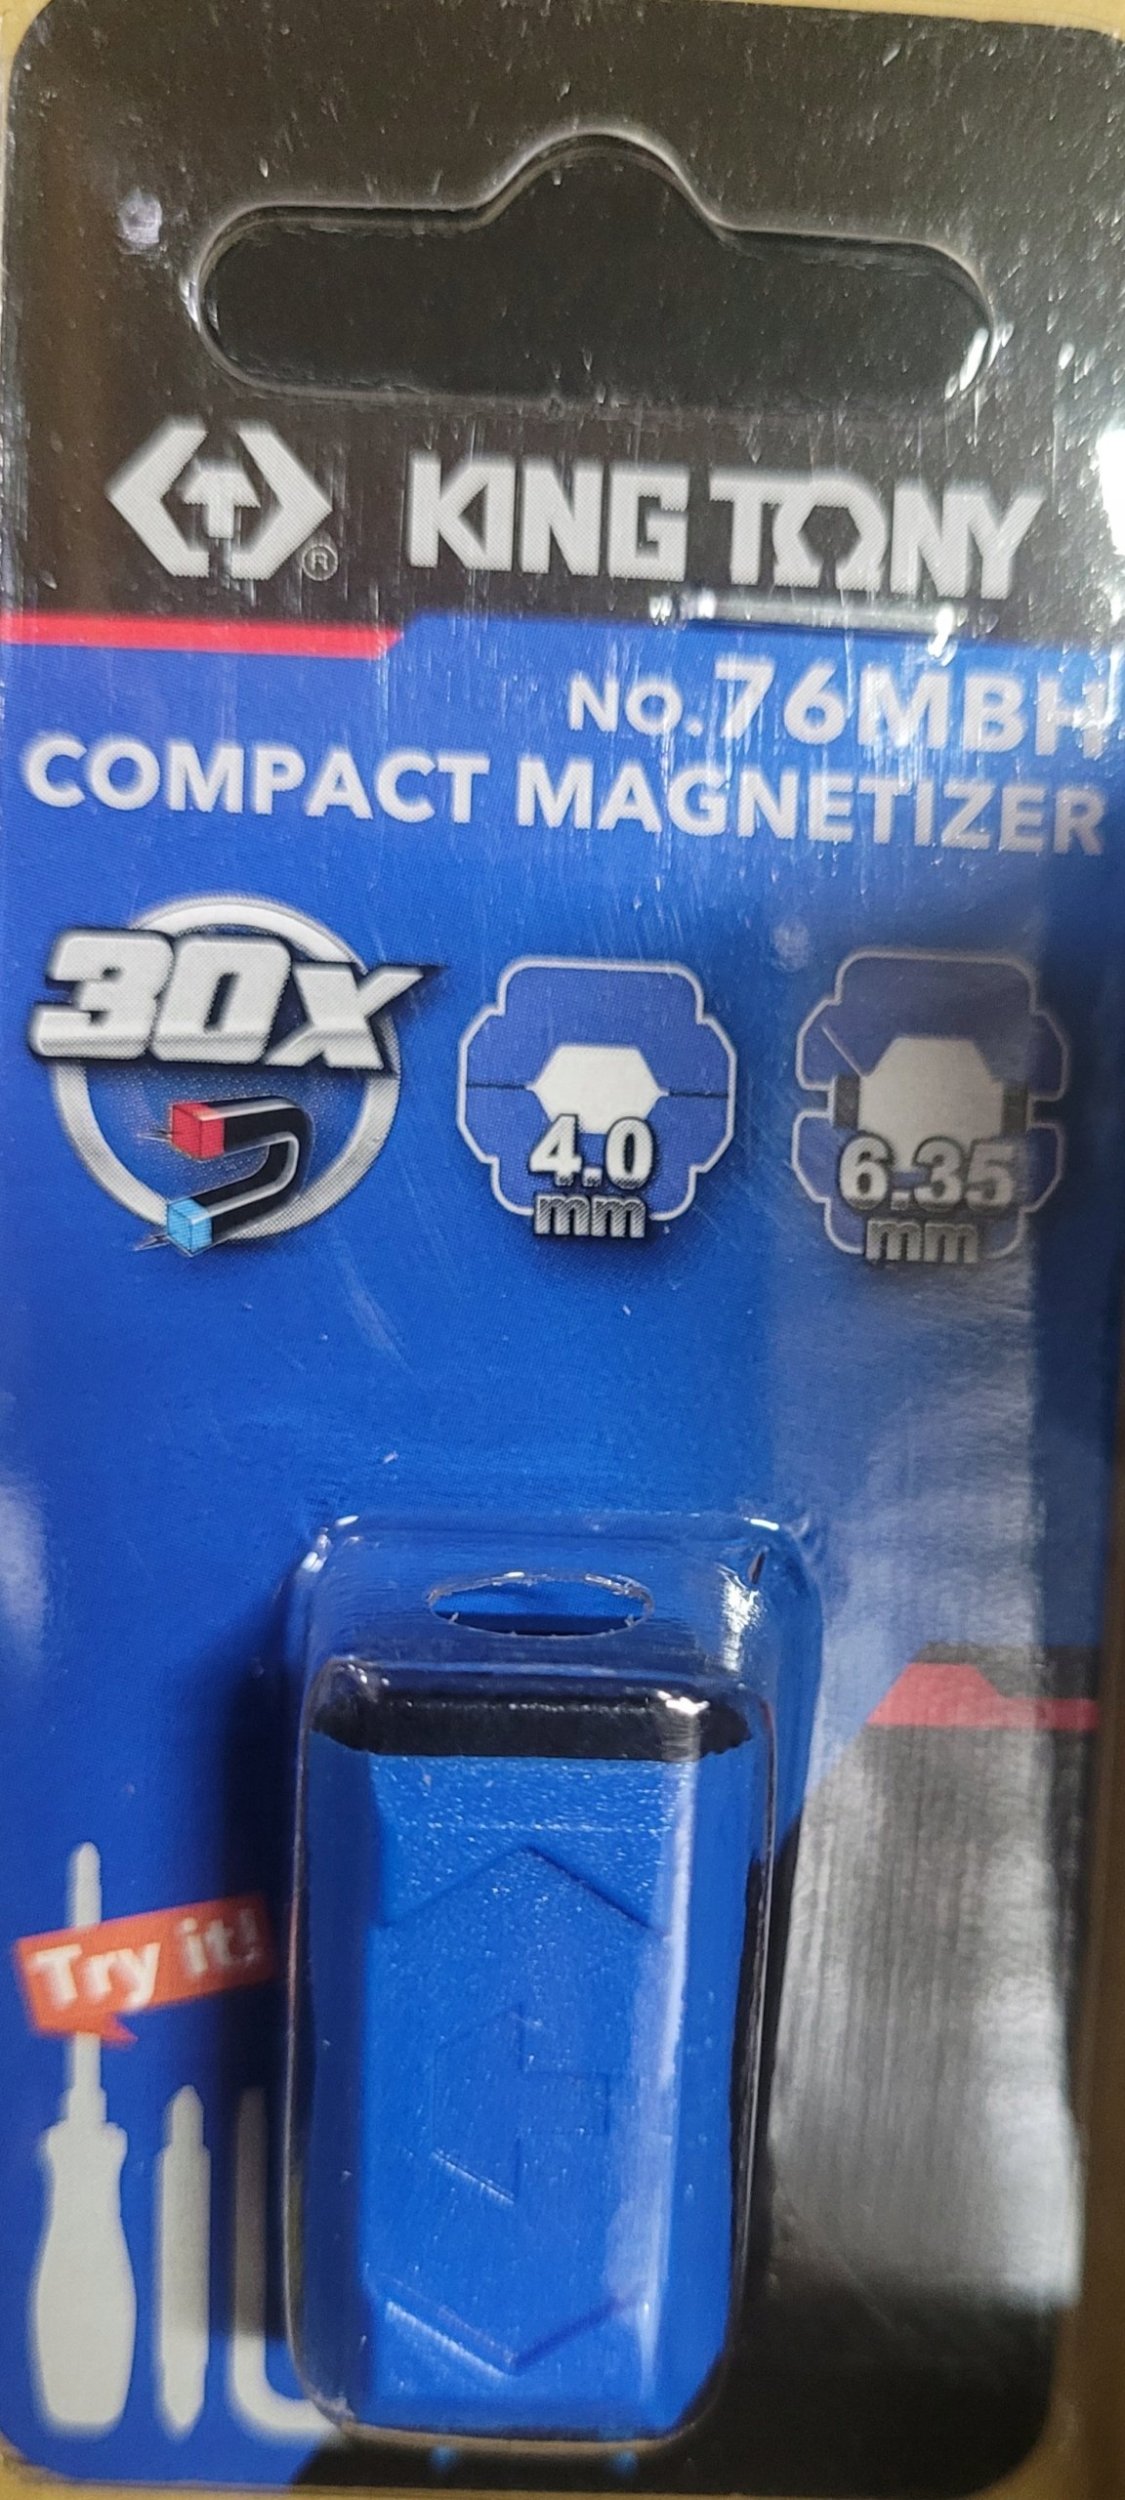 ®
KING TONY
NO.76MBH
COMPACT MAGNETIZER
30x
4.0
mm
6.35
mm
Try it!